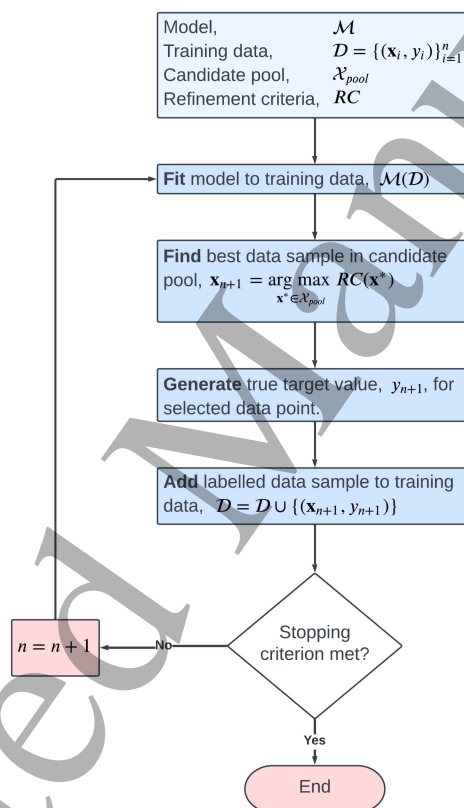 Model, ℳ
Training data, 𝒟 = {(𝐱ᵢ, yᵢ)}ⁿᵢ₌₁
Candidate pool, 𝒳_pool
Refinement criteria, RC
Fit model to training data, ℳ(𝒟)
Find best data sample in candidate
pool, 𝐱ₙ₊₁ = arg max RC(𝐱*)
𝐱*∈𝒳_pool
Generate true target value, yₙ₊₁, for
selected data point.
Add labelled data sample to training
data, 𝒟 = 𝒟 ∪ {(𝐱ₙ₊₁, yₙ₊₁)}
Stopping
criterion met?
No
n = n + 1
Yes
End